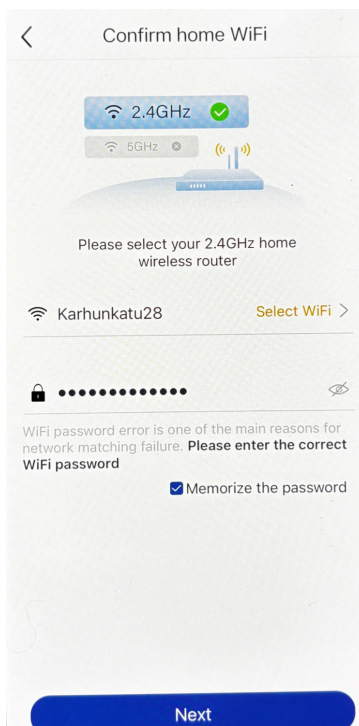 Confirm home WiFi
2.4GHz
5GHz
Please select your 2.4GHz home
wireless router
Karhunkatu28
Select WiFi >
●●●●●●●●●●●●●
WiFi password error is one of the main reasons for
network matching failure. Please enter the correct
WiFi password
Memorize the password
Next